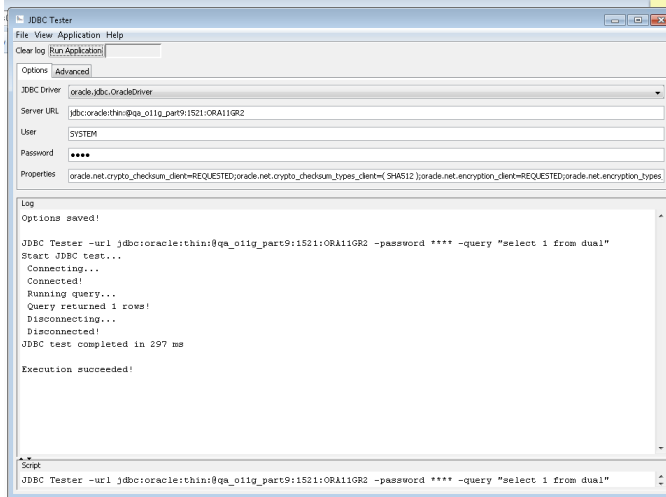 JDBC Tester
File View Application Help
Clear log Run Application
Options Advanced
JDBC Driver oracle.jdbc.OracleDriver
Server URL jdbc:oracle:thin:@qa_o11g_part9:1521:ORA11GR2
User SYSTEM
Password ●●●●
Properties oracle.net.crypto_checksum_client=REQUESTED;oracle.net.crypto_checksum_types_client=( SHA512 );oracle.net.encryption_client=REQUESTED;oracle.net.encryption_types_
Log
Options saved!
JDBC Tester -url jdbc:oracle:thin:@qa_o11g_part9:1521:ORA11GR2 -password **** -query "select 1 from dual"
Start JDBC test...
Connecting...
Connected!
Running query...
Query returned 1 rows!
Disconnecting...
Disconnected!
JDBC test completed in 297 ms
Execution succeeded!
Script
JDBC Tester -url jdbc:oracle:thin:@qa_o11g_part9:1521:ORA11GR2 -password **** -query "select 1 from dual"